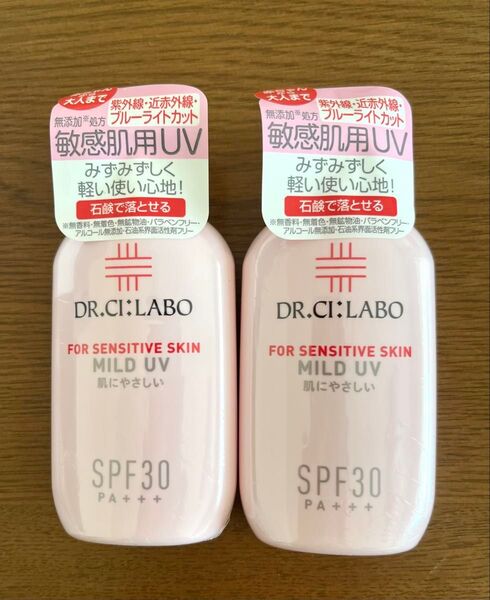 大人まで
紫外線・近赤外線・
ブルーライトカット
無添加※処方
敏感肌用UV
みずみずしく
軽い使い心地!
石鹸で落とせる
※無香料・無着色・無鉱物油・パラベンフリー・
アルコール無添加・石油系界面活性剤フリー
DR.CI:LABO
FOR SENSITIVE SKIN
MILD UV
肌にやさしい
SPF30
PA+++
大人まで
紫外線・近赤外線・
ブルーライトカット
無添加※処方
敏感肌用UV
みずみずしく
軽い使い心地!
石鹸で落とせる
※無香料・無着色・無鉱物油・パラベンフリー・
アルコール無添加・石油系界面活性剤フリー
DR.CI:LABO
FOR SENSITIVE SKIN
MILD UV
肌にやさしい
SPF30
PA+++